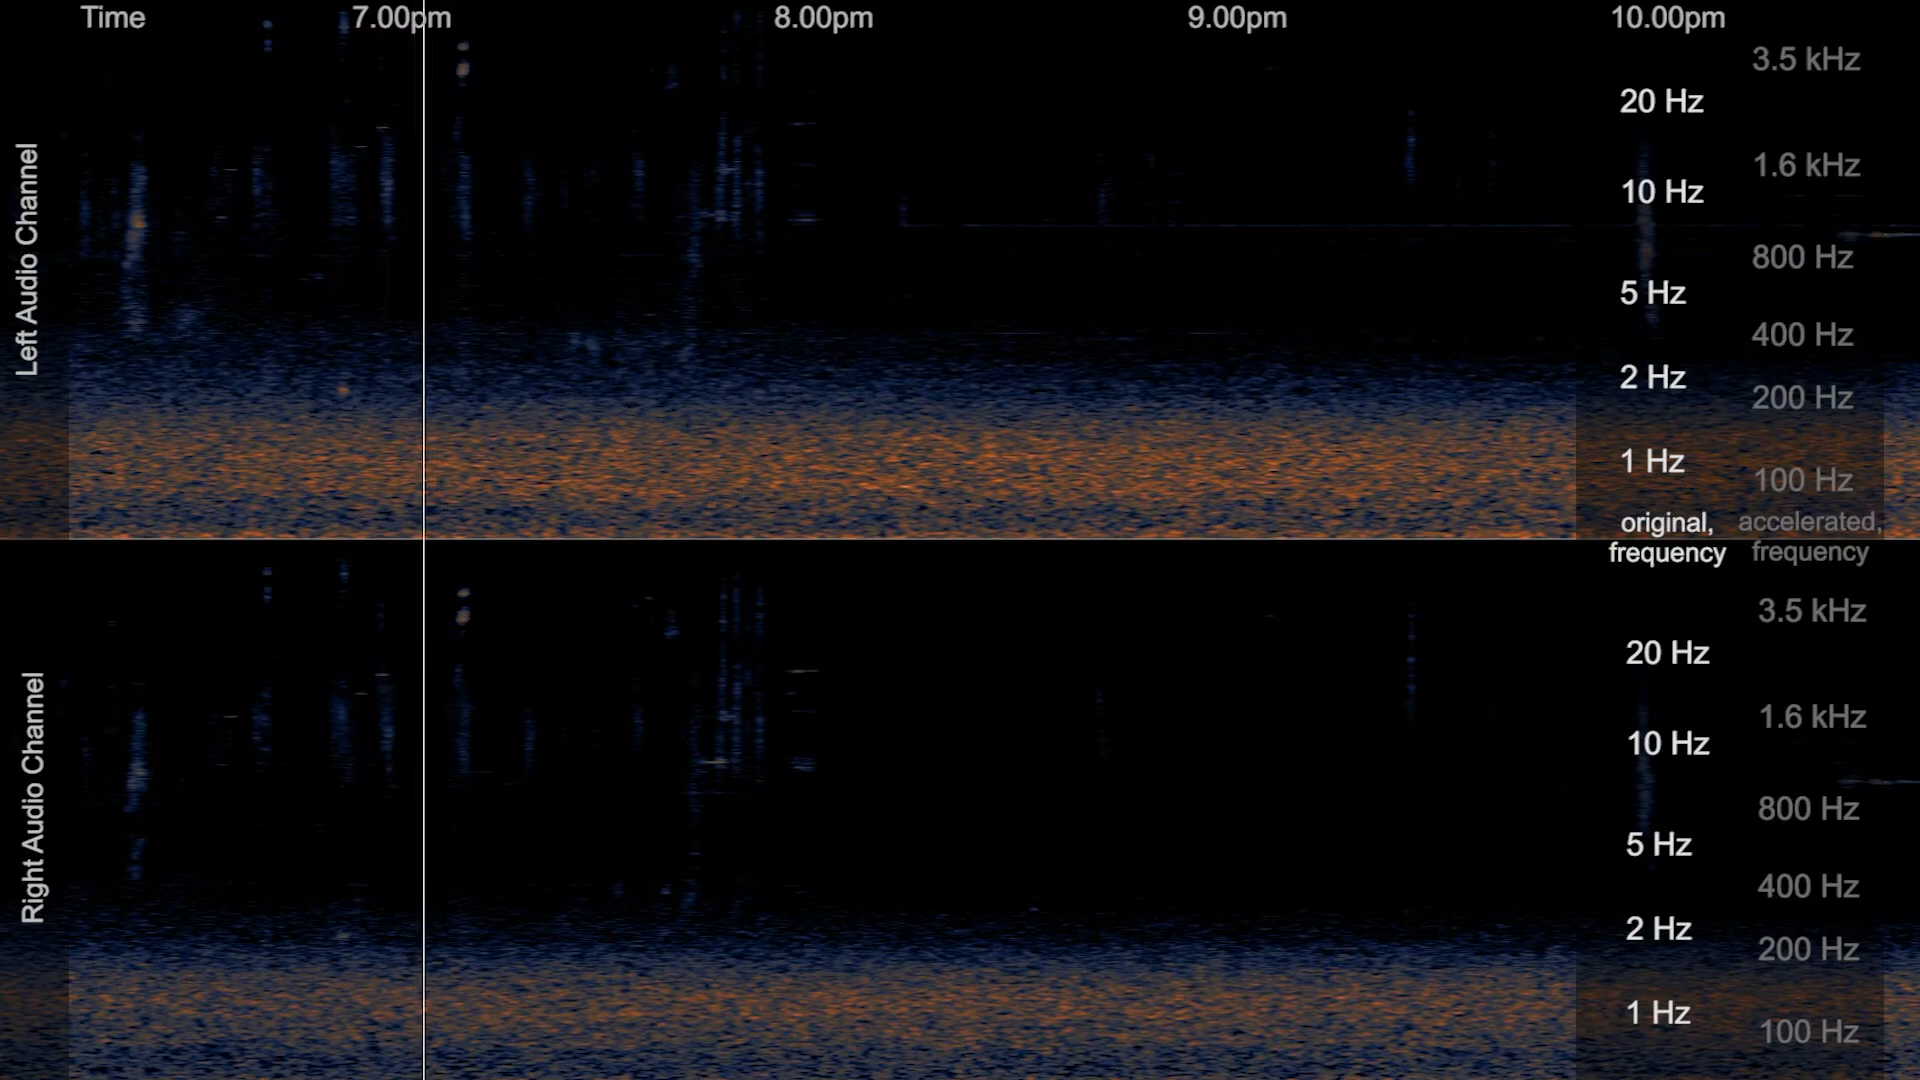 Time
7.00pm
8.00pm
9.00pm
10.00pm
Left Audio Channel
20 Hz
10 Hz
5 Hz
2 Hz
1 Hz
original,
frequency
3.5 kHz
1.6 kHz
800 Hz
400 Hz
200 Hz
100 Hz
accelerated,
frequency
Right Audio Channel
20 Hz
10 Hz
5 Hz
2 Hz
1 Hz
3.5 kHz
1.6 kHz
800 Hz
400 Hz
200 Hz
100 Hz